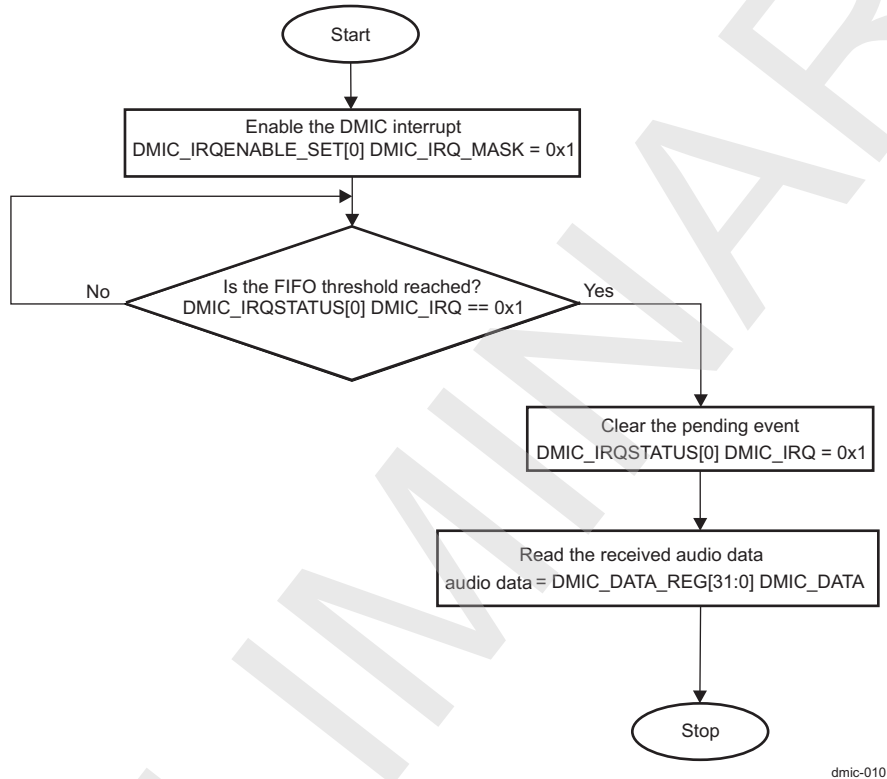 Start
Enable the DMIC interrupt
DMIC_IRQENABLE_SET[0] DMIC_IRQ_MASK = 0x1
Is the FIFO threshold reached?
DMIC_IRQSTATUS[0] DMIC_IRQ == 0x1
No
Yes
Clear the pending event
DMIC_IRQSTATUS[0] DMIC_IRQ = 0x1
Read the received audio data
audio data = DMIC_DATA_REG[31:0] DMIC_DATA
Stop
dmic-010
IMINAR